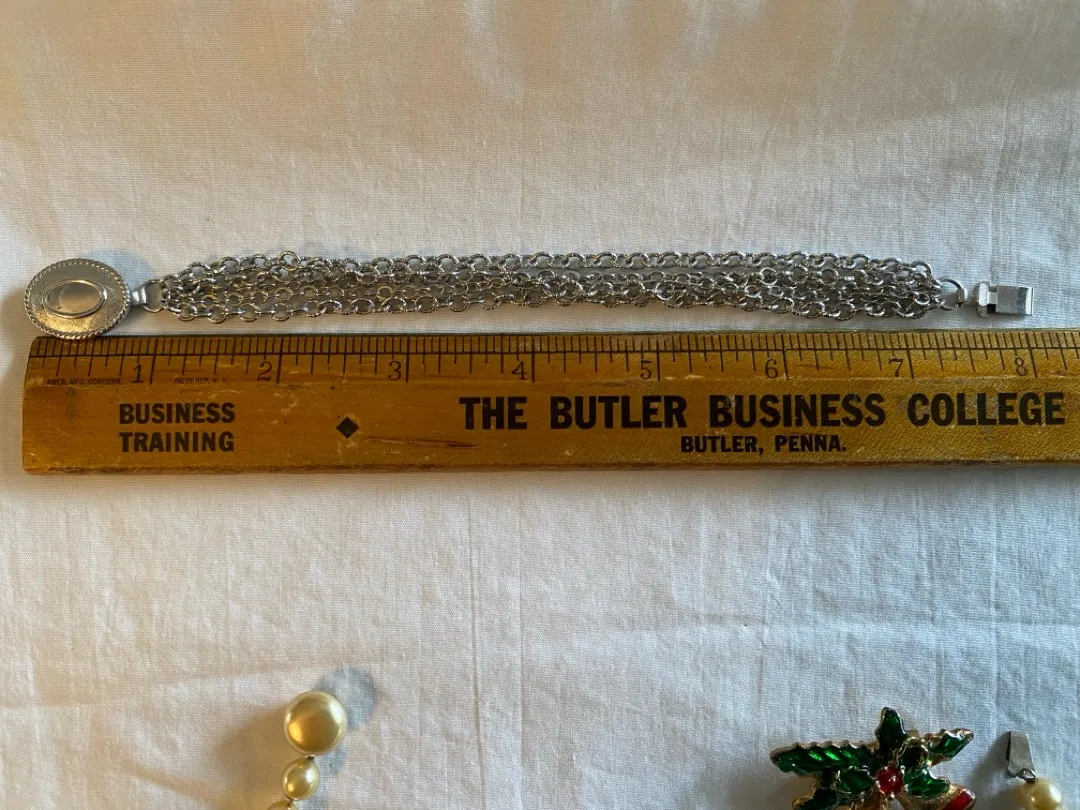 1 2 3 4 5 6 7 8
BUSINESS
TRAINING
THE BUTLER BUSINESS COLLEGE
BUTLER, PENNA.